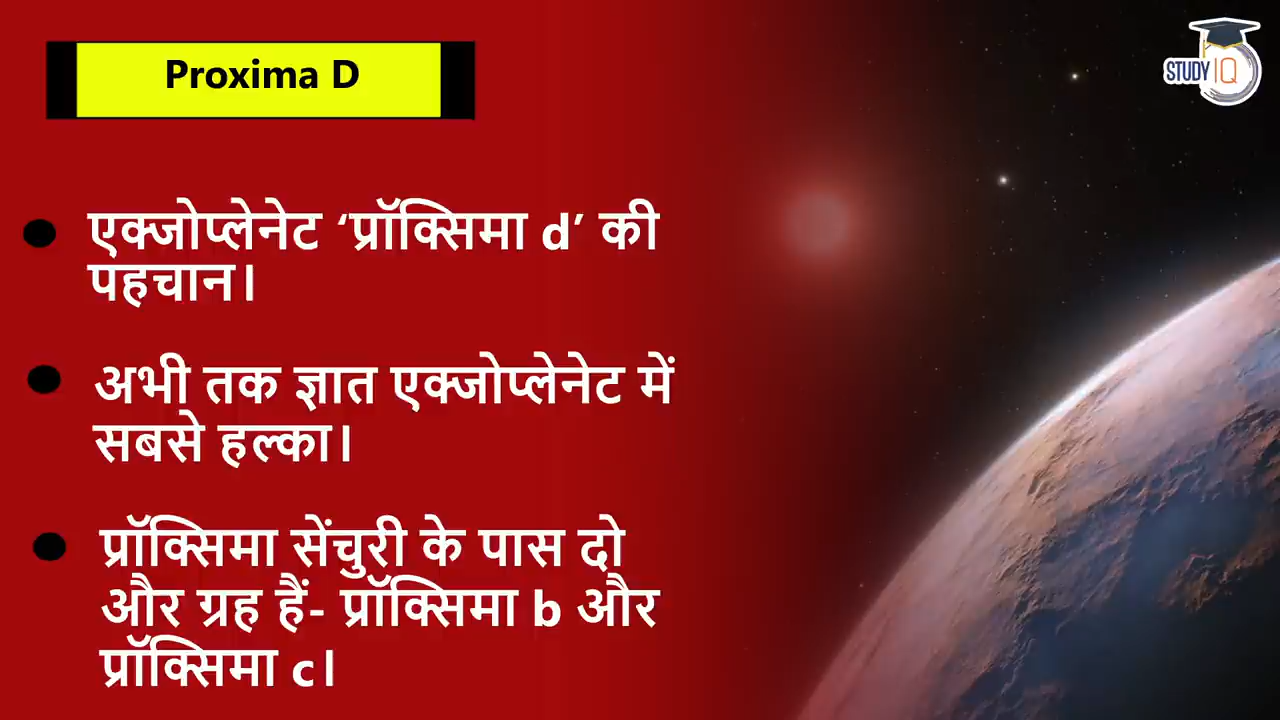 Proxima D
STUDY IQ
एक्जोप्लेनेट ‘प्रॉक्सिमा d’ की
पहचान।
अभी तक ज्ञात एक्जोप्लेनेट में
सबसे हल्का।
प्रॉक्सिमा सेंचुरी के पास दो
और ग्रह हैं- प्रॉक्सिमा b और
प्रॉक्सिमा c।